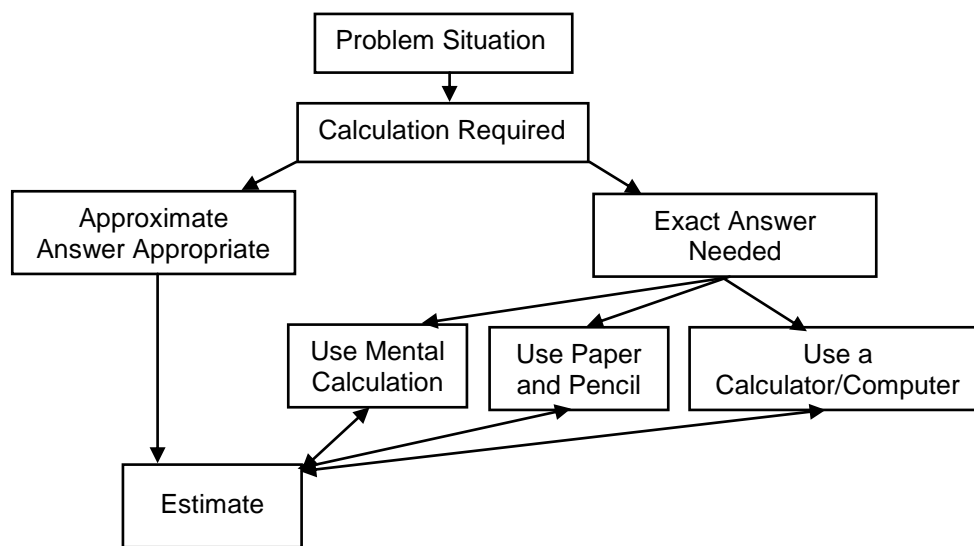 Problem Situation
Calculation Required
Approximate
Answer Appropriate
Exact Answer
Needed
Use Mental
Calculation
Use Paper
and Pencil
Use a
Calculator/Computer
Estimate